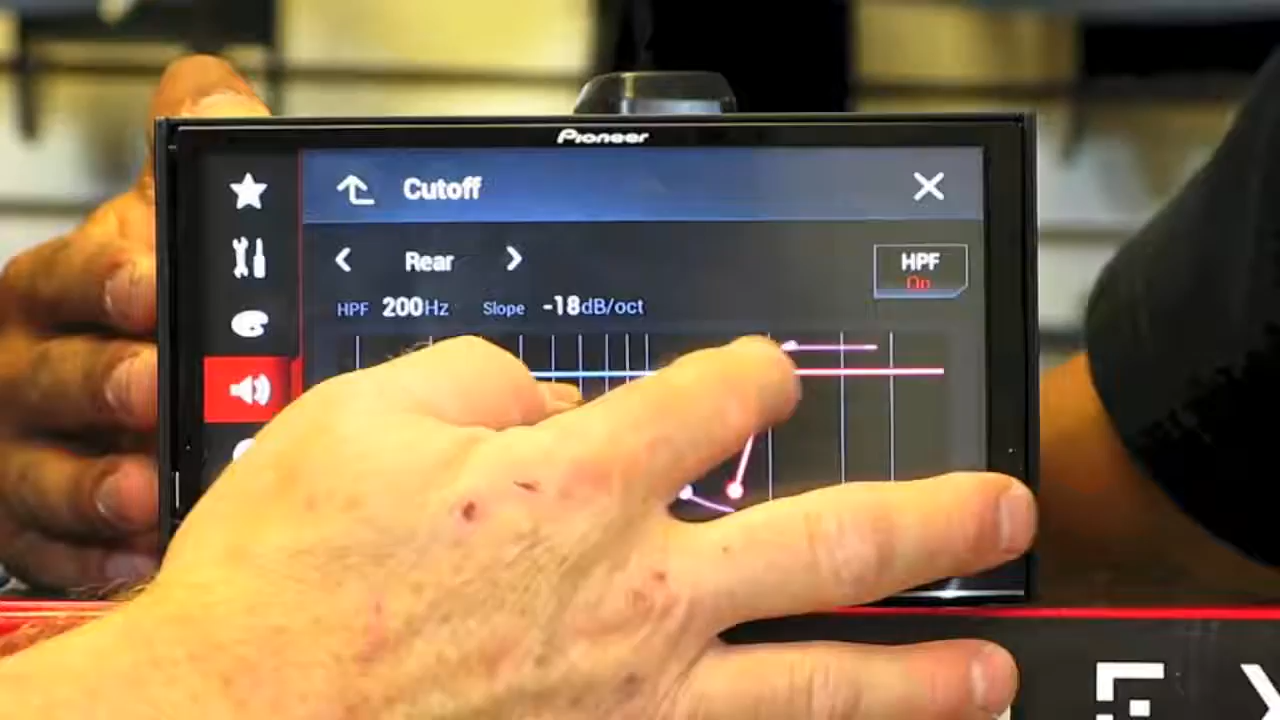 Pioneer
Cutoff
Rear
HPF
On
HPF 200Hz Slope -18dB/oct